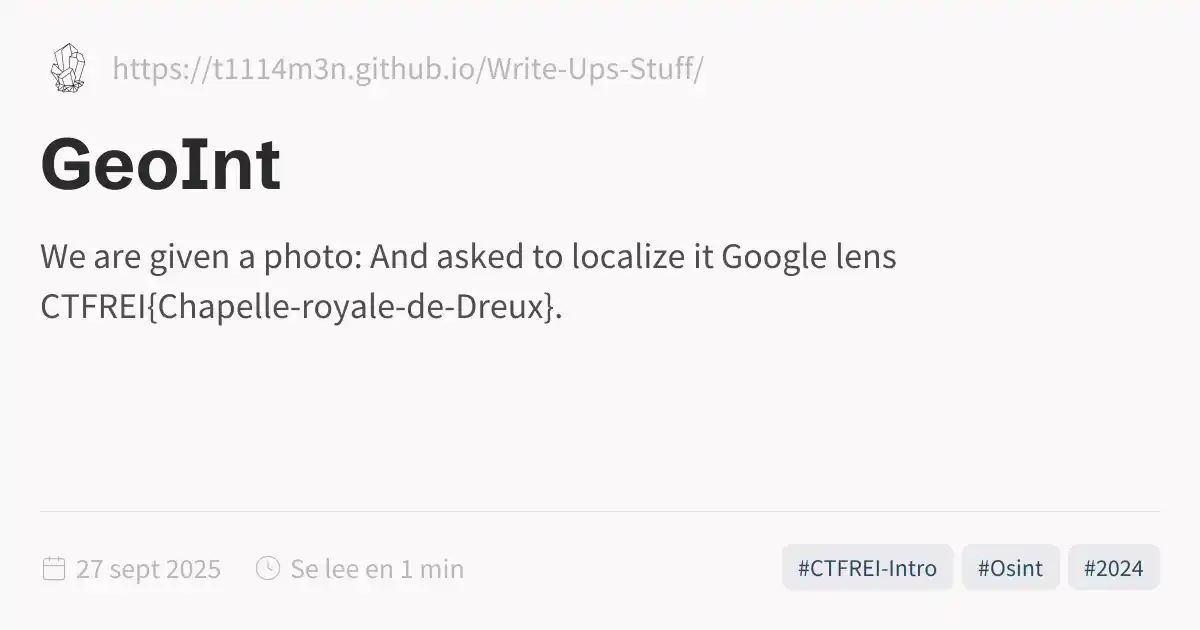 https://t1114m3n.github.io/Write-Ups-Stuff/
GeoInt
We are given a photo: And asked to localize it Google lens
CTFREI{Chapelle-royale-de-Dreux}.
27 sept 2025 Se lee en 1 min #CTFREI-Intro #Osint #2024